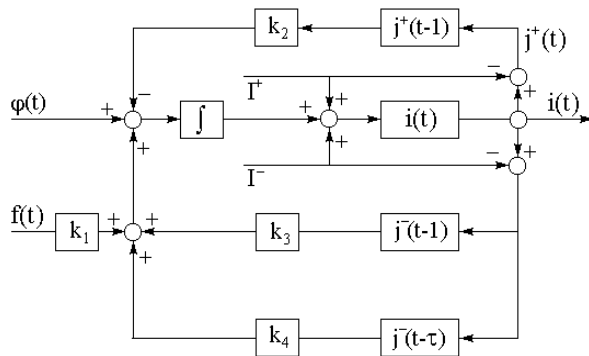 k₂
j⁺(t-1)
j⁺(t)
−
−
I⁺
+
φ(t)
+
+
+
+
i(t)
∫
i(t)
+
+
+
I⁻
−
f(t)
k₁
+
+
k₃
j⁻(t-1)
+
k₄
j⁻(t-τ)